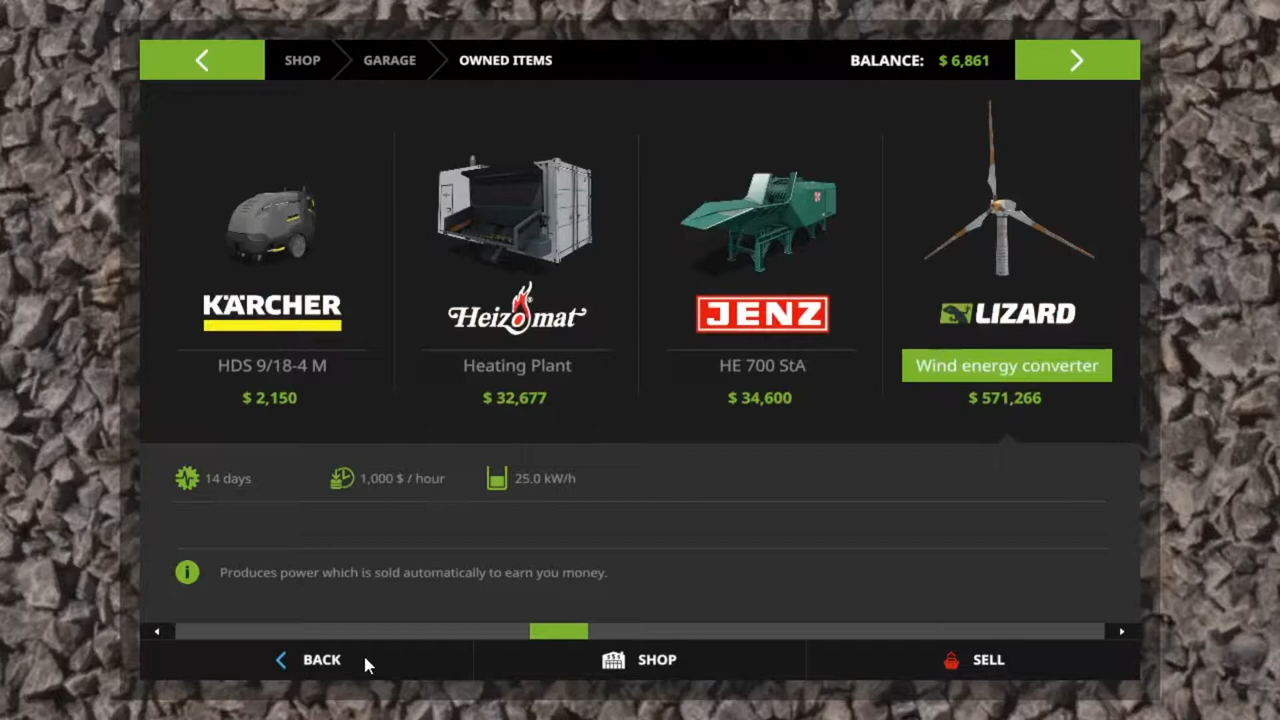 SHOP
GARAGE
OWNED ITEMS
BALANCE: $ 6,861
KÄRCHER
Heizomat
JENZ
LIZARD
HDS 9/18-4 M
Heating Plant
HE 700 StA
Wind energy converter
$ 2,150
$ 32,677
$ 34,600
$ 571,266
14 days
1,000 $ / hour
25.0 kW/h
Produces power which is sold automatically to earn you money.
BACK
SHOP
SELL